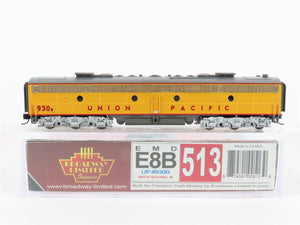 930B
UNION PACIFIC
BROADWAY
LIMITED
Imports
www.broadway-limited.com
EMD
E8B
UP #930B
WITH SOUND, N
513
Built for Precision Craft Models by Broadway Limited Imports